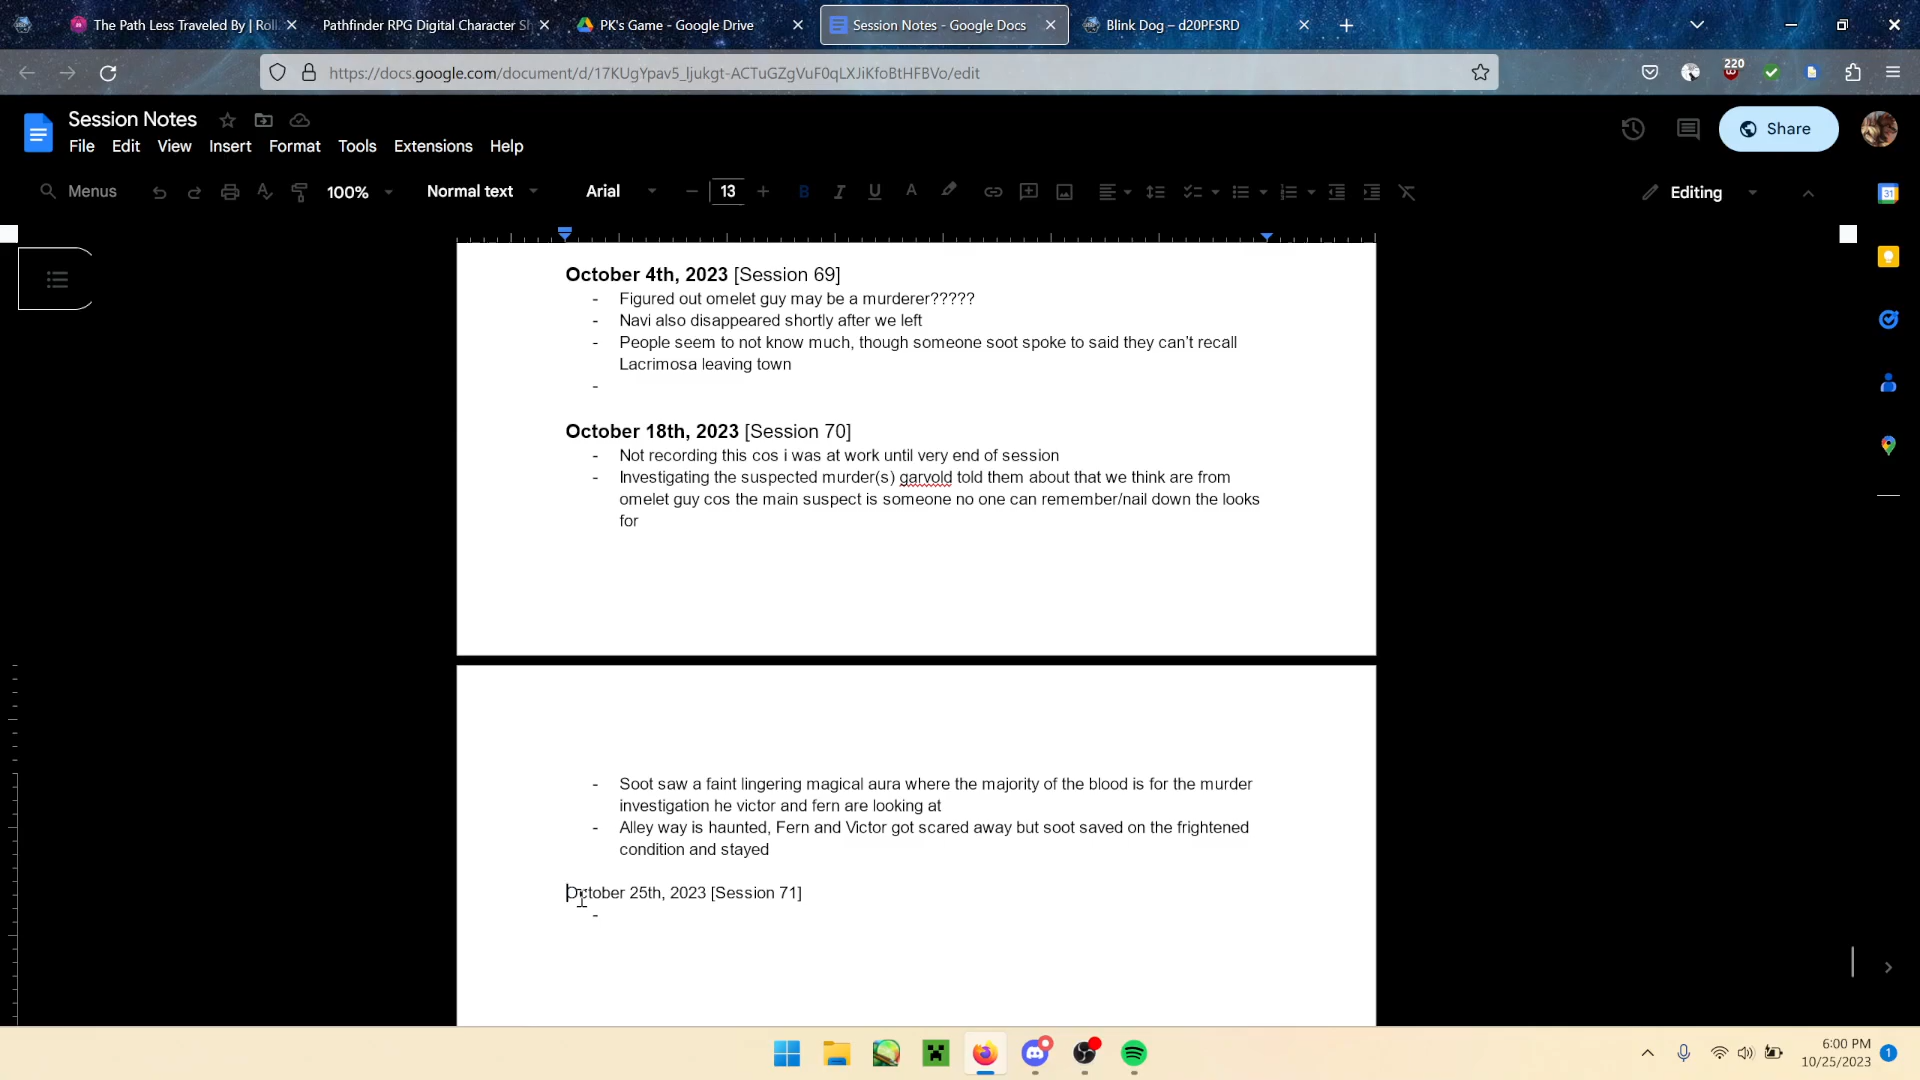 The Path Less Traveled By | Roll
Pathfinder RPG Digital Character Sh
PK's Game - Google Drive
Session Notes - Google Docs
Blink Dog – d20PFSRD
https://docs.google.com/document/d/17KUgYpav5_ljukgt-ACTuGZgVuF0qLXJiKfoBtHFBVo/edit
220
Session Notes
File Edit View Insert Format Tools Extensions Help
Share
Menus 100% Normal text Arial 13 B I U A Editing
31
October 4th, 2023 [Session 69]
- Figured out omelet guy may be a murderer?????
- Navi also disappeared shortly after we left
- People seem to not know much, though someone soot spoke to said they can't recall
Lacrimosa leaving town
-
October 18th, 2023 [Session 70]
- Not recording this cos i was at work until very end of session
- Investigating the suspected murder(s) garvold told them about that we think are from
omelet guy cos the main suspect is someone no one can remember/nail down the looks
for
- Soot saw a faint lingering magical aura where the majority of the blood is for the murder
investigation he victor and fern are looking at
- Alley way is haunted, Fern and Victor got scared away but soot saved on the frightened
condition and stayed
October 25th, 2023 [Session 71]
-
6:00 PM
10/25/2023
1